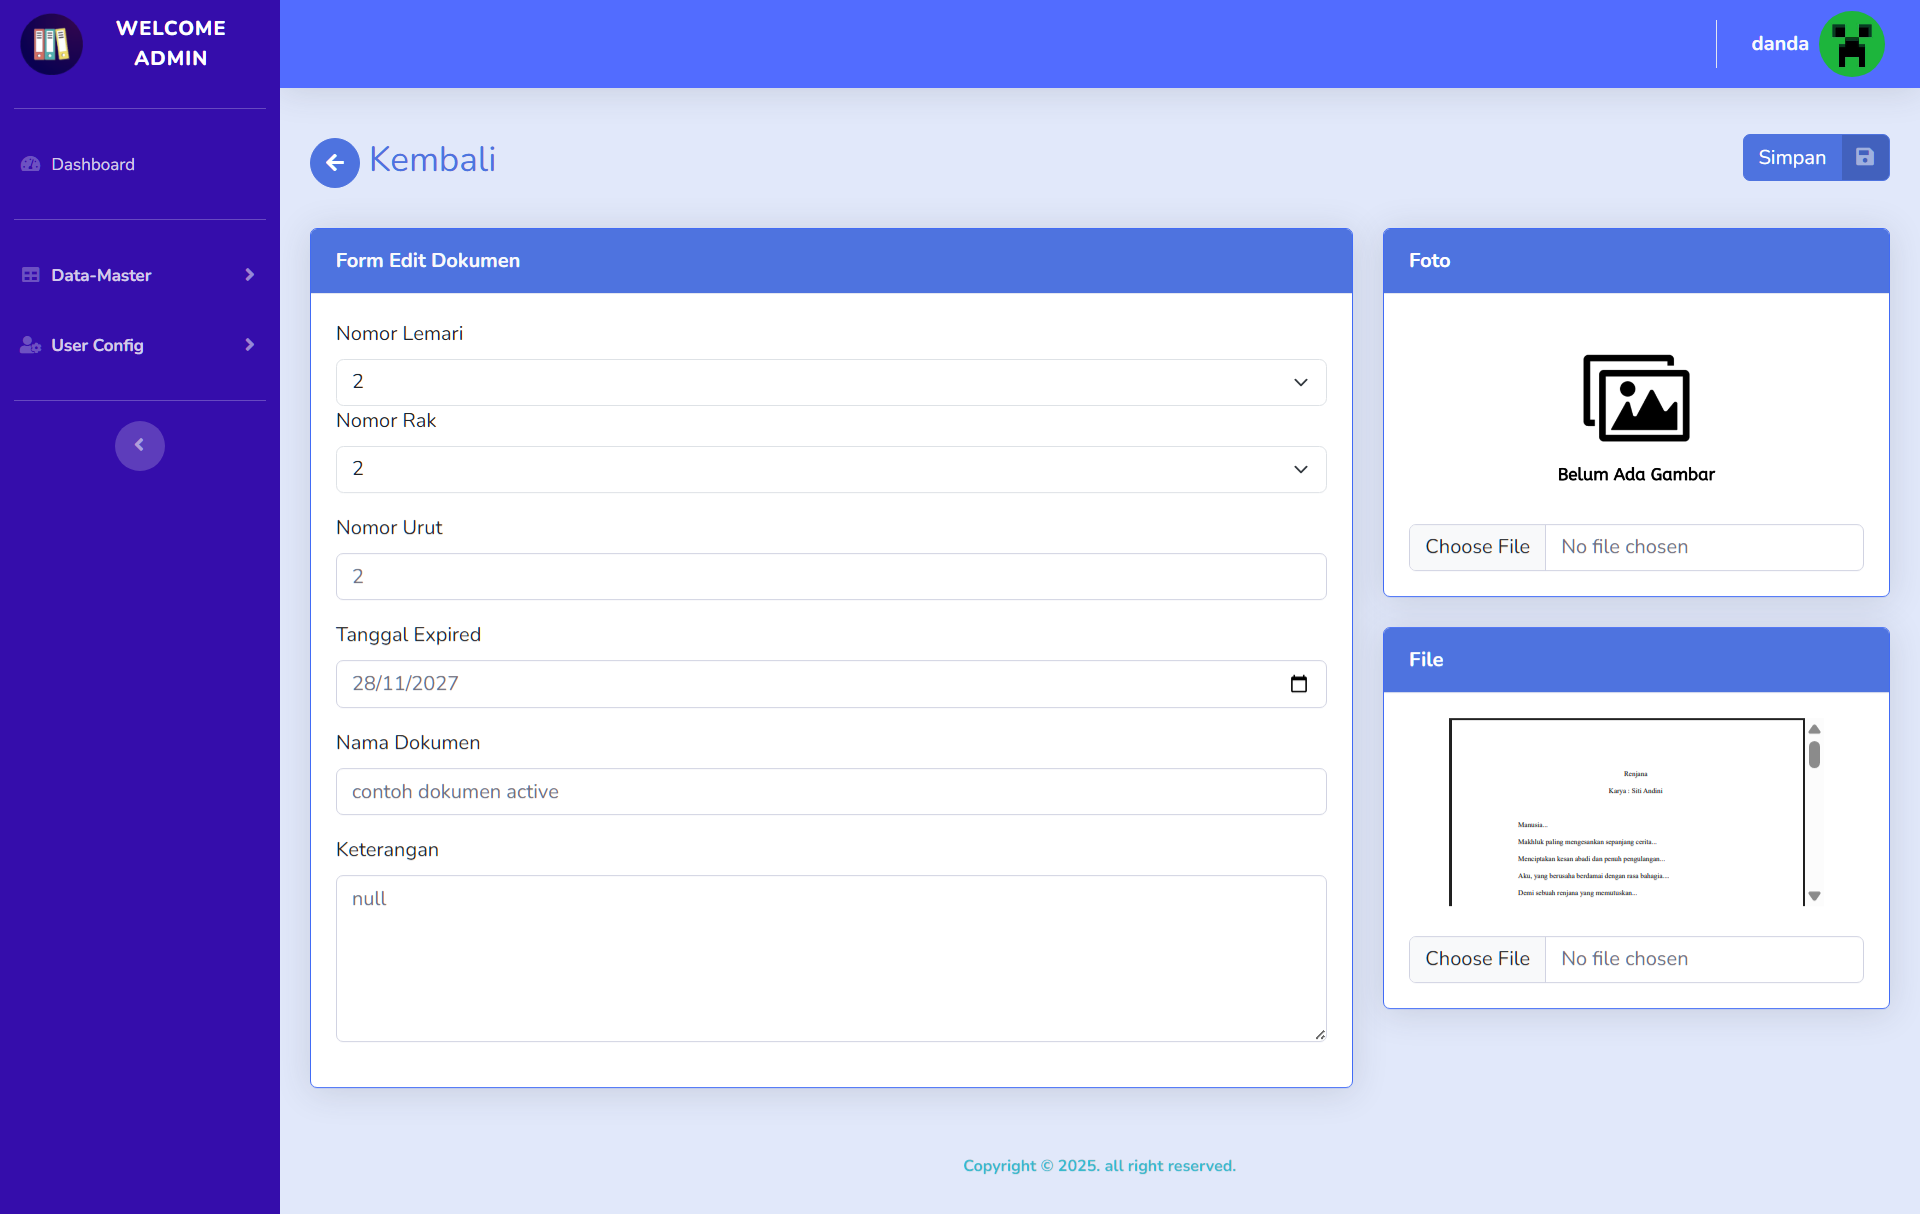 WELCOME
ADMIN
danda
Dashboard
Data-Master
User Config
Kembali
Simpan
Form Edit Dokumen
Nomor Lemari
2
Nomor Rak
2
Nomor Urut
2
Tanggal Expired
28/11/2027
Nama Dokumen
contoh dokumen active
Keterangan
null
Foto
Belum Ada Gambar
Choose File No file chosen
File
Renjana
Karya : Siti Andini
Manusia...
Makhluk paling mengesankan sepanjang cerita...
Menciptakan kesan abadi dan penuh pengulangan...
Aku, yang berusaha berdamai dengan rasa bahagia....
Demi sebuah renjana yang memutuskan...
Choose File No file chosen
Copyright © 2025. all right reserved.